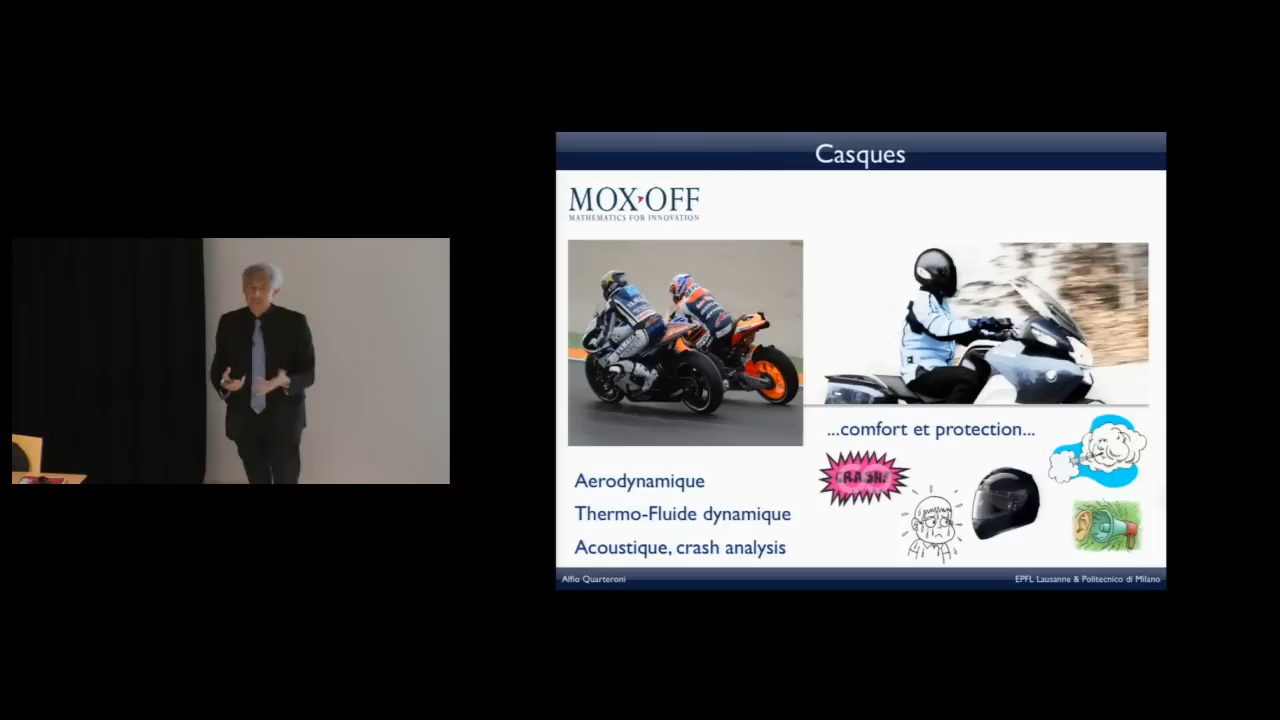 Casques
MOX OFF
MATHEMATICS FOR INNOVATION
...comfort et protection...
CRASH!
Aerodynamique
Thermo-Fluide dynamique
Acoustique, crash analysis
Alfio Quarteroni
EPFL Lausanne & Politecnico di Milano